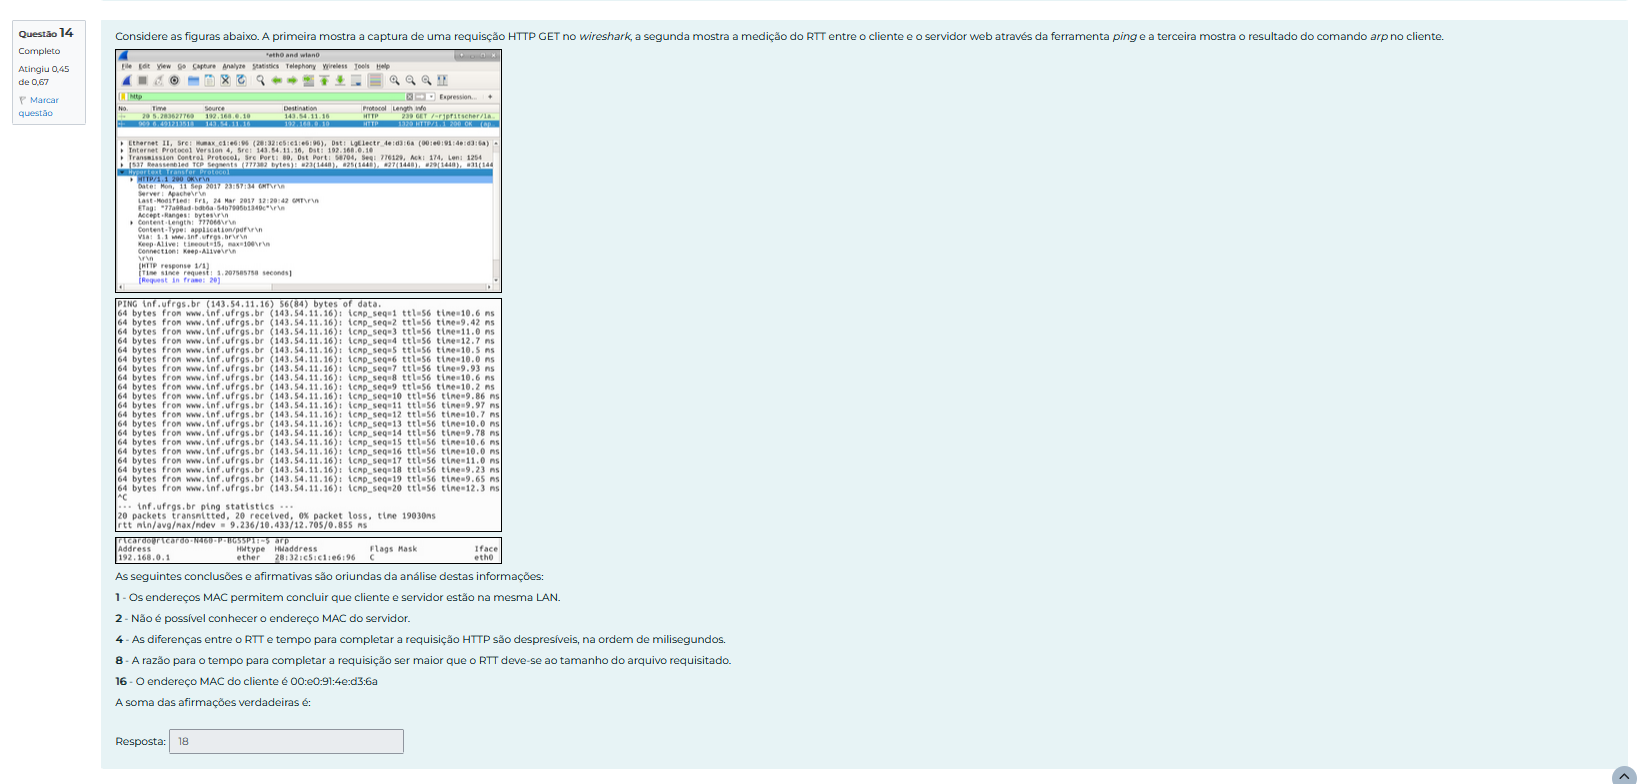 Questão 14
Completo
Atingiu 0,45
de 0,67
Marcar
questão
Considere as figuras abaixo. A primeira mostra a captura de uma requisção HTTP GET no wireshark, a segunda mostra a medição do RTT entre o cliente e o servidor web através da ferramenta ping e a terceira mostra o resultado do comando arp no cliente.
*eth0 and wlan0
File Edit View Go Capture Analyze Statistics Telephony Wireless Tools Help
http Expression... +
No. Time Source Destination Protocol Length Info
20 5.283627760 192.168.0.10 143.54.11.16 HTTP 239 GET /~rjpfitscher/la…
969 6.491213518 143.54.11.16 192.168.0.10 HTTP 1320 HTTP/1.1 200 OK (ap…
Ethernet II, Src: Humax_c1:e6:96 (28:32:c5:c1:e6:96), Dst: LgElectr_4e:d3:6a (00:e0:91:4e:d3:6a)
Internet Protocol Version 4, Src: 143.54.11.16, Dst: 192.168.0.10
Transmission Control Protocol, Src Port: 80, Dst Port: 58704, Seq: 776129, Ack: 174, Len: 1254
[537 Reassembled TCP Segments (777382 bytes): #23(1448), #25(1448), #27(1448), #29(1448), #31(144
Hypertext Transfer Protocol
HTTP/1.1 200 OK\r\n
Date: Mon, 11 Sep 2017 23:57:34 GMT\r\n
Server: Apache\r\n
Last-Modified: Fri, 24 Mar 2017 12:20:42 GMT\r\n
ETag:
Accept-Ranges: bytes\r\n
Content-Length: 777066\r\n
Content-Type: application/pdf\r\n
Via: 1.1 www.inf.ufrgs.br\r\n
Keep-Alive: timeout=15, max=100\r\n
Connection: Keep-Alive\r\n
\r\n
[HTTP response 1/1]
[Time since request: 1.207585758 seconds]
[Request in frame: 20]
PING inf.ufrgs.br (143.54.11.16) 56(84) bytes of data.
64 bytes from www.inf.ufrgs.br (143.54.11.16): icmp_seq=1 ttl=56 time=10.6 ms
64 bytes from www.inf.ufrgs.br (143.54.11.16): icmp_seq=2 ttl=56 time=9.42 ms
64 bytes from www.inf.ufrgs.br (143.54.11.16): icmp_seq=3 ttl=56 time=11.0 ms
64 bytes from www.inf.ufrgs.br (143.54.11.16): icmp_seq=4 ttl=56 time=12.7 ms
64 bytes from www.inf.ufrgs.br (143.54.11.16): icmp_seq=5 ttl=56 time=10.5 ms
64 bytes from www.inf.ufrgs.br (143.54.11.16): icmp_seq=6 ttl=56 time=10.0 ms
64 bytes from www.inf.ufrgs.br (143.54.11.16): icmp_seq=7 ttl=56 time=9.93 ms
64 bytes from www.inf.ufrgs.br (143.54.11.16): icmp_seq=8 ttl=56 time=10.6 ms
64 bytes from www.inf.ufrgs.br (143.54.11.16): icmp_seq=9 ttl=56 time=10.2 ms
64 bytes from www.inf.ufrgs.br (143.54.11.16): icmp_seq=10 ttl=56 time=9.86 ms
64 bytes from www.inf.ufrgs.br (143.54.11.16): icmp_seq=11 ttl=56 time=9.97 ms
64 bytes from www.inf.ufrgs.br (143.54.11.16): icmp_seq=12 ttl=56 time=10.7 ms
64 bytes from www.inf.ufrgs.br (143.54.11.16): icmp_seq=13 ttl=56 time=10.0 ms
64 bytes from www.inf.ufrgs.br (143.54.11.16): icmp_seq=14 ttl=56 time=9.78 ms
64 bytes from www.inf.ufrgs.br (143.54.11.16): icmp_seq=15 ttl=56 time=10.6 ms
64 bytes from www.inf.ufrgs.br (143.54.11.16): icmp_seq=16 ttl=56 time=10.0 ms
64 bytes from www.inf.ufrgs.br (143.54.11.16): icmp_seq=17 ttl=56 time=11.0 ms
64 bytes from www.inf.ufrgs.br (143.54.11.16): icmp_seq=18 ttl=56 time=9.23 ms
64 bytes from www.inf.ufrgs.br (143.54.11.16): icmp_seq=19 ttl=56 time=9.65 ms
64 bytes from www.inf.ufrgs.br (143.54.11.16): icmp_seq=20 ttl=56 time=12.3 ms
^C
--- inf.ufrgs.br ping statistics ---
20 packets transmitted, 20 received, 0% packet loss, time 19030ms
rtt min/avg/max/mdev = 9.236/10.433/12.705/0.855 ms
ricardo@ricardo-N460-P-BG55P1:~$ arp
Address HWtype HWaddress Flags Mask Iface
192.168.0.1 ether 28:32:c5:c1:e6:96 C eth0
As seguintes conclusões e afirmativas são oriundas da análise destas informações:
1 - Os endereços MAC permitem concluir que cliente e servidor estão na mesma LAN.
2 - Não é possível conhecer o endereço MAC do servidor.
4 - As diferenças entre o RTT e tempo para completar a requisição HTTP são despresíveis, na ordem de milisegundos.
8 - A razão para o tempo para completar a requisição ser maior que o RTT deve-se ao tamanho do arquivo requisitado.
16 - O endereço MAC do cliente é 00:e0:91:4e:d3:6a
A soma das afirmações verdadeiras é:
Resposta: 18